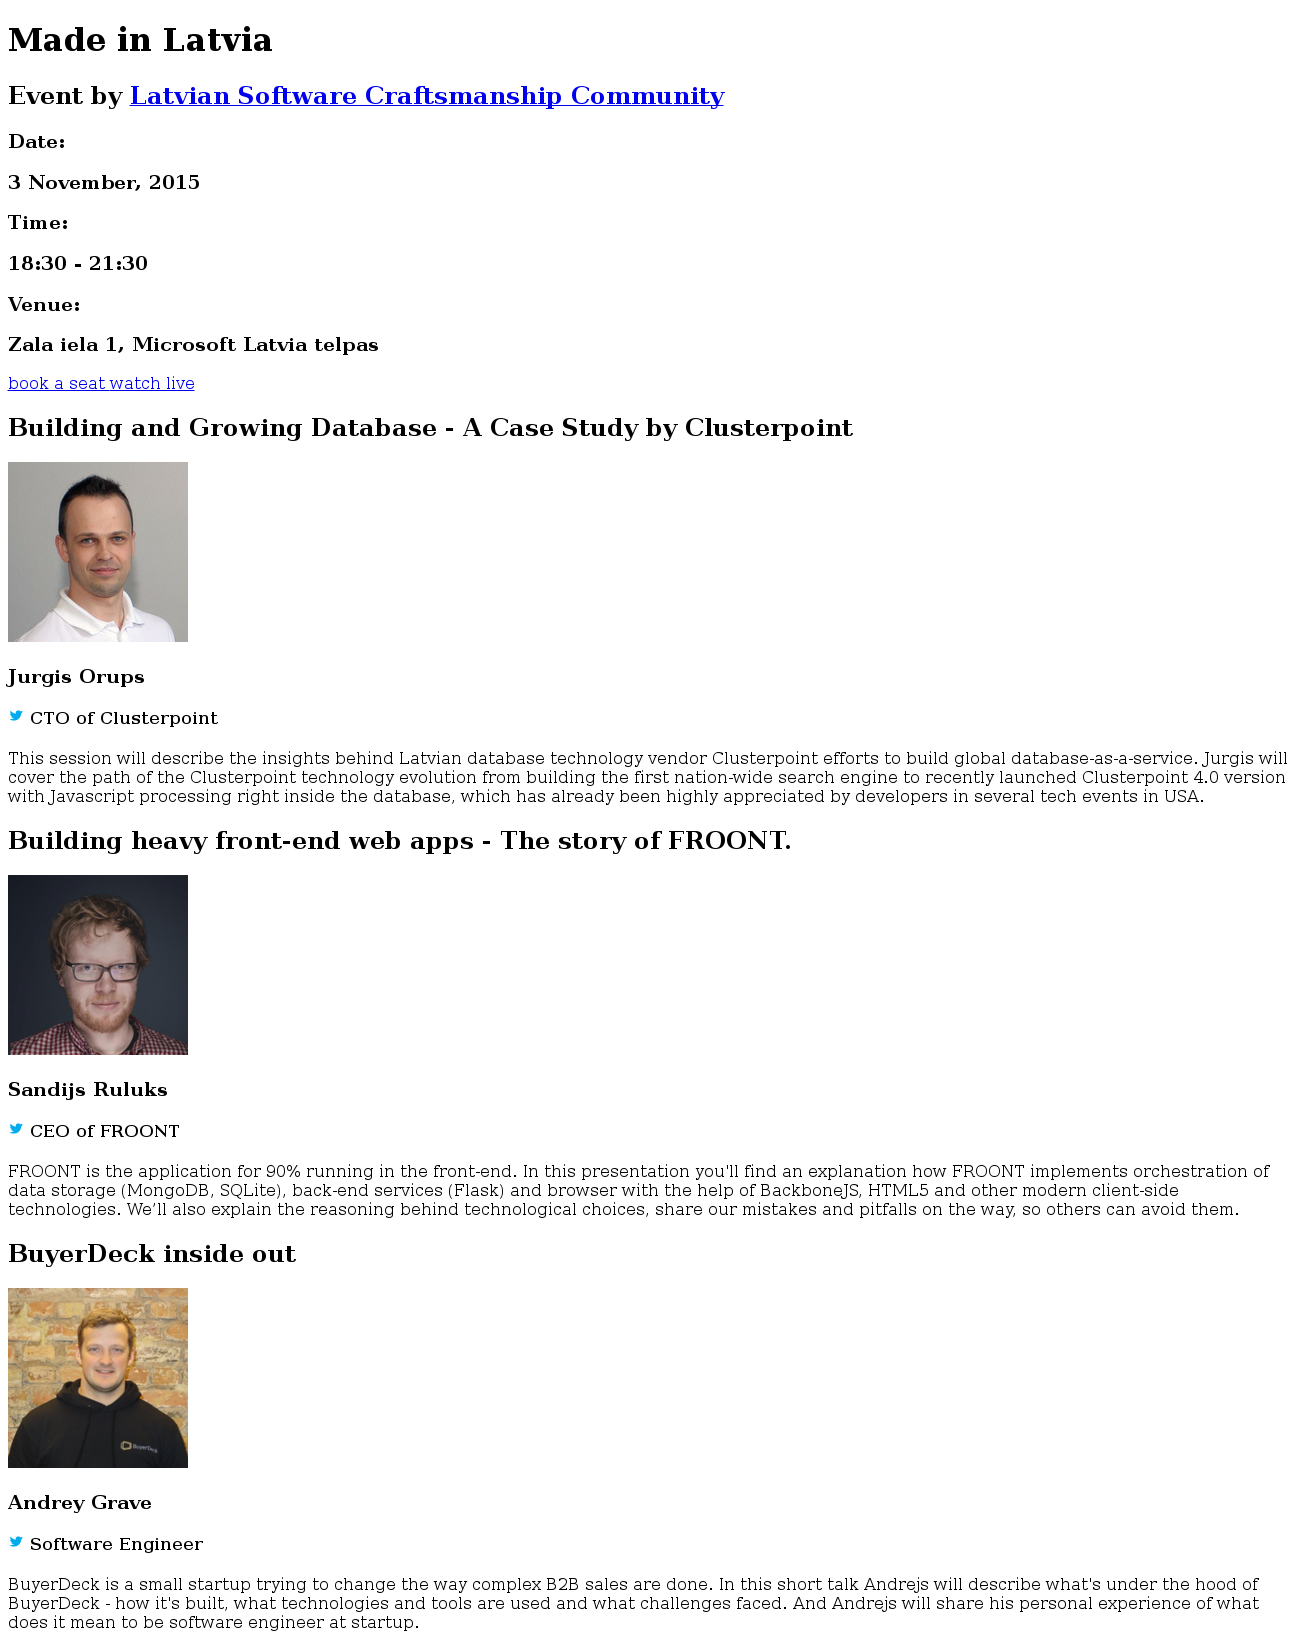 Made in Latvia
Event by Latvian Software Craftsmanship Community
Date:
3 November, 2015
Time:
18:30 - 21:30
Venue:
Zala iela 1, Microsoft Latvia telpas
book a seat watch live
Building and Growing Database - A Case Study by Clusterpoint
Jurgis Orups
CTO of Clusterpoint
This session will describe the insights behind Latvian database technology vendor Clusterpoint efforts to build global database-as-a-service. Jurgis will
cover the path of the Clusterpoint technology evolution from building the first nation-wide search engine to recently launched Clusterpoint 4.0 version
with Javascript processing right inside the database, which has already been highly appreciated by developers in several tech events in USA.
Building heavy front-end web apps - The story of FROONT.
Sandijs Ruluks
CEO of FROONT
FROONT is the application for 90% running in the front-end. In this presentation you'll find an explanation how FROONT implements orchestration of
data storage (MongoDB, SQLite), back-end services (Flask) and browser with the help of BackboneJS, HTML5 and other modern client-side
technologies. We’ll also explain the reasoning behind technological choices, share our mistakes and pitfalls on the way, so others can avoid them.
BuyerDeck inside out
BuyerDeck
Andrey Grave
Software Engineer
BuyerDeck is a small startup trying to change the way complex B2B sales are done. In this short talk Andrejs will describe what's under the hood of
BuyerDeck - how it's built, what technologies and tools are used and what challenges faced. And Andrejs will share his personal experience of what
does it mean to be software engineer at startup.